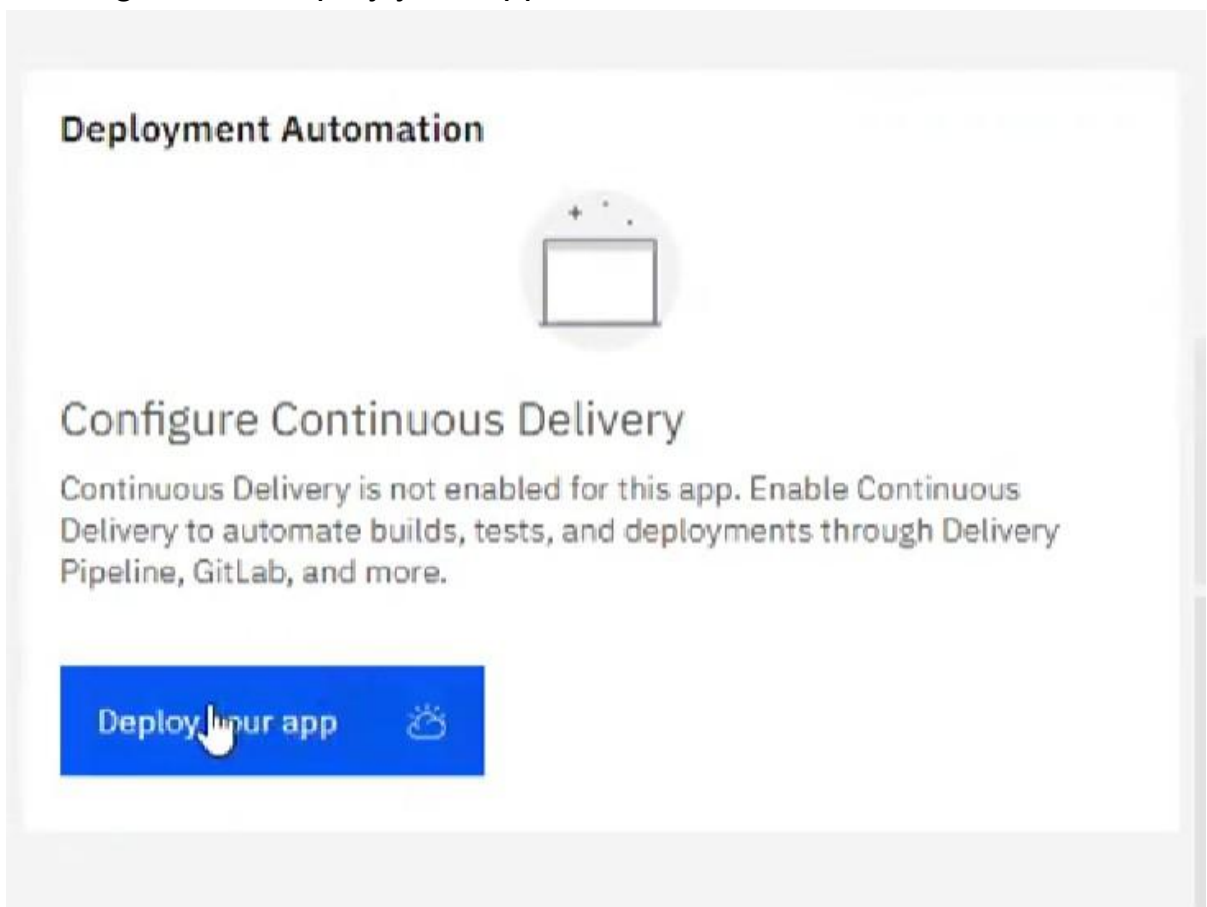 Deployment Automation
Configure Continuous Delivery
Continuous Delivery is not enabled for this app. Enable Continuous
Delivery to automate builds, tests, and deployments through Delivery
Pipeline, GitLab, and more.
Deploy your app